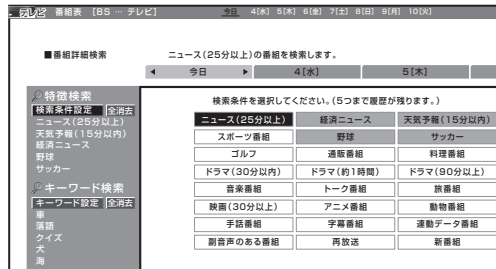 テレビ 番組表 [BS … テレビ] 今日 4[水] 5[木] 6[金] 7[土] 8[日] 9[月] 10[火]
■番組詳細検索 ニュース(25分以上)の番組を検索します。
◀ 今日 ▶ 4[水] 5[木]
特徴検索
検索条件設定 全消去
ニュース(25分以上)
天気予報(15分以内)
経済ニュース
野球
サッカー
キーワード検索
キーワード設定 全消去
車
落語
クイズ
犬
海
検索条件を選択してください。(5つまで履歴が残ります。)
ニュース(25分以上) 経済ニュース 天気予報(15分以内)
スポーツ番組 野球 サッカー
ゴルフ 通販番組 料理番組
ドラマ(30分以内) ドラマ(約1時間) ドラマ(90分以上)
音楽番組 トーク番組 旅番組
映画(30分以上) アニメ番組 動物番組
手話番組 字幕番組 連動データ番組
副音声のある番組 再放送 新番組